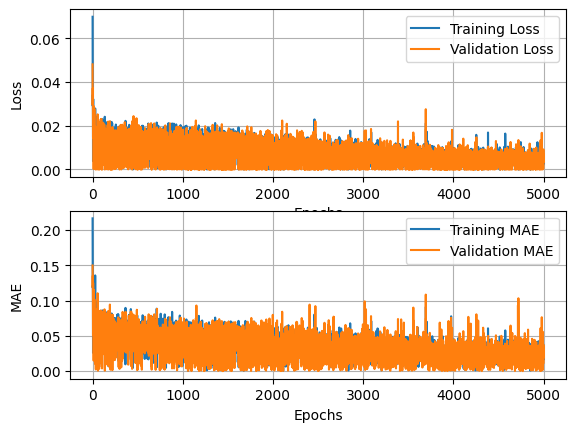 Training Loss
Validation Loss
0.06
0.04
0.02
0.00
Loss
0 1000 2000 3000 4000 5000
Epochs
Training MAE
Validation MAE
0.20
0.15
0.10
0.05
0.00
MAE
0 1000 2000 3000 4000 5000
Epochs